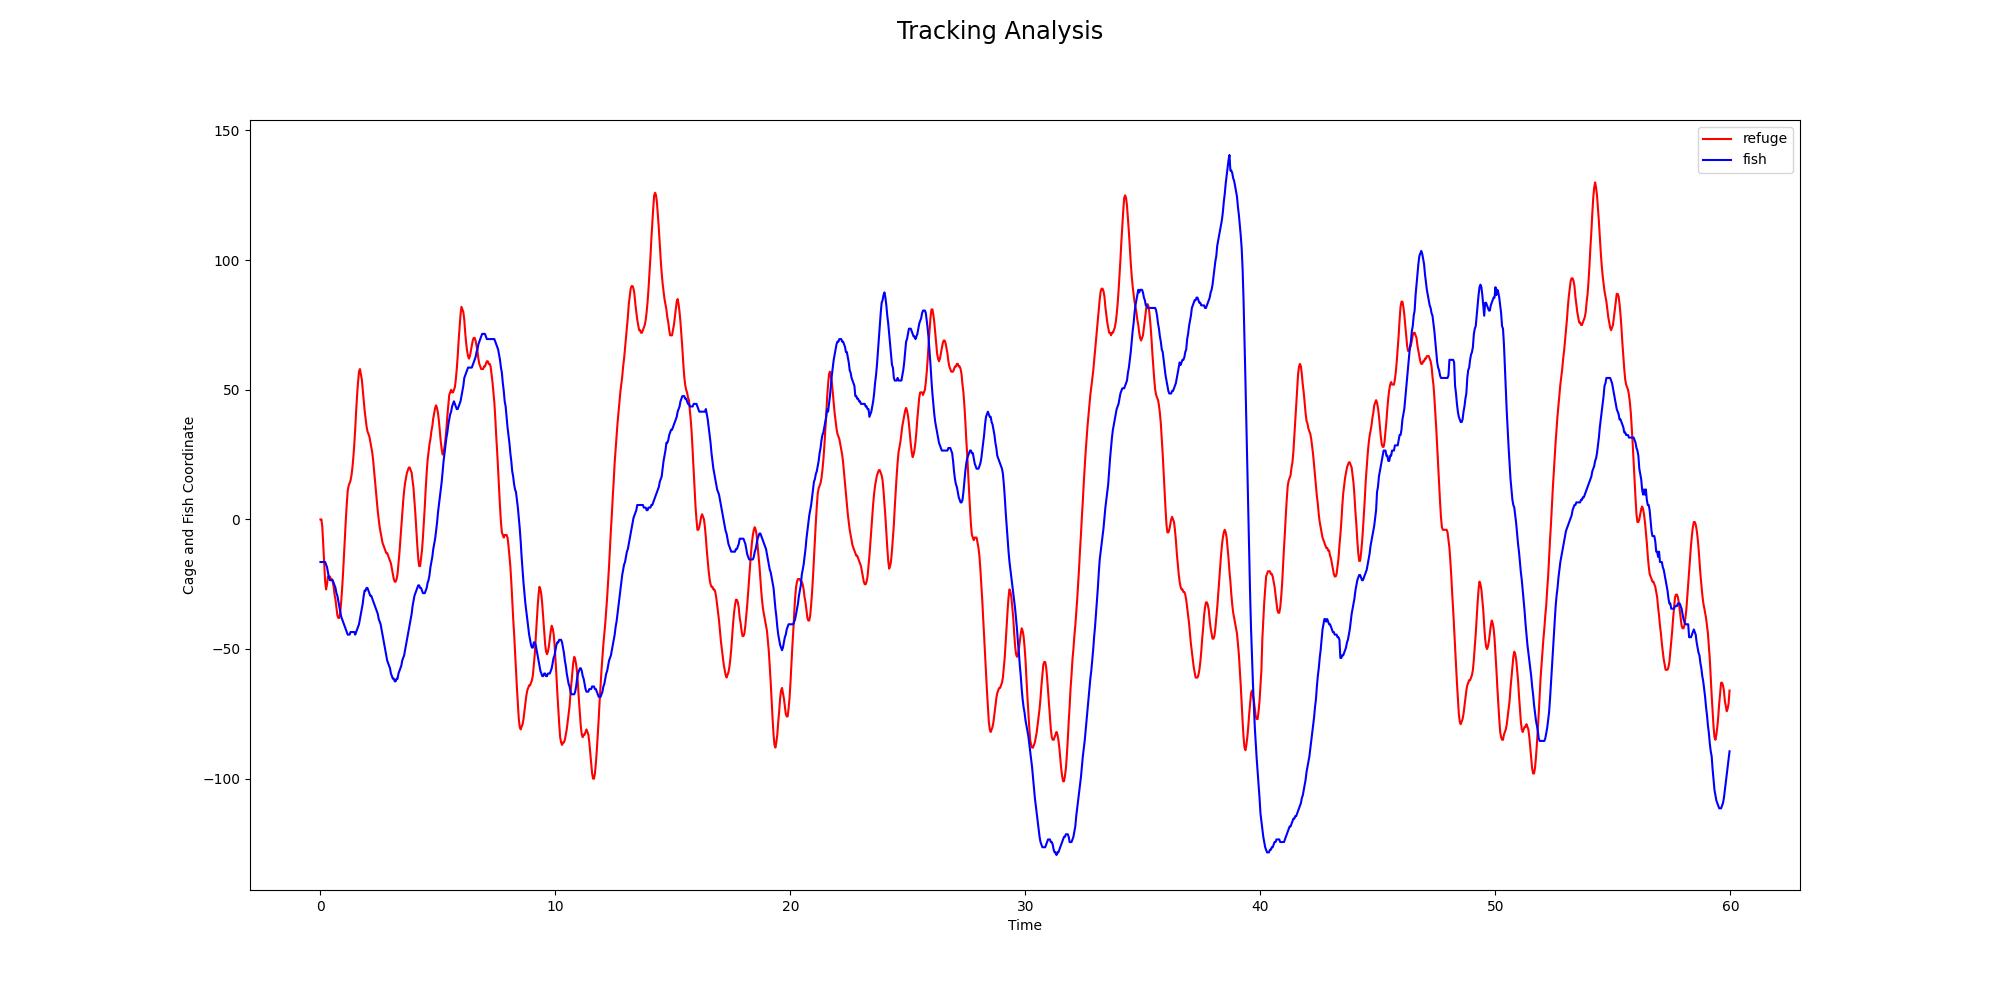 Tracking Analysis
150
100
50
0
−50
−100
Cage and Fish Coordinate
refuge
fish
0 10 20 30 40 50 60
Time